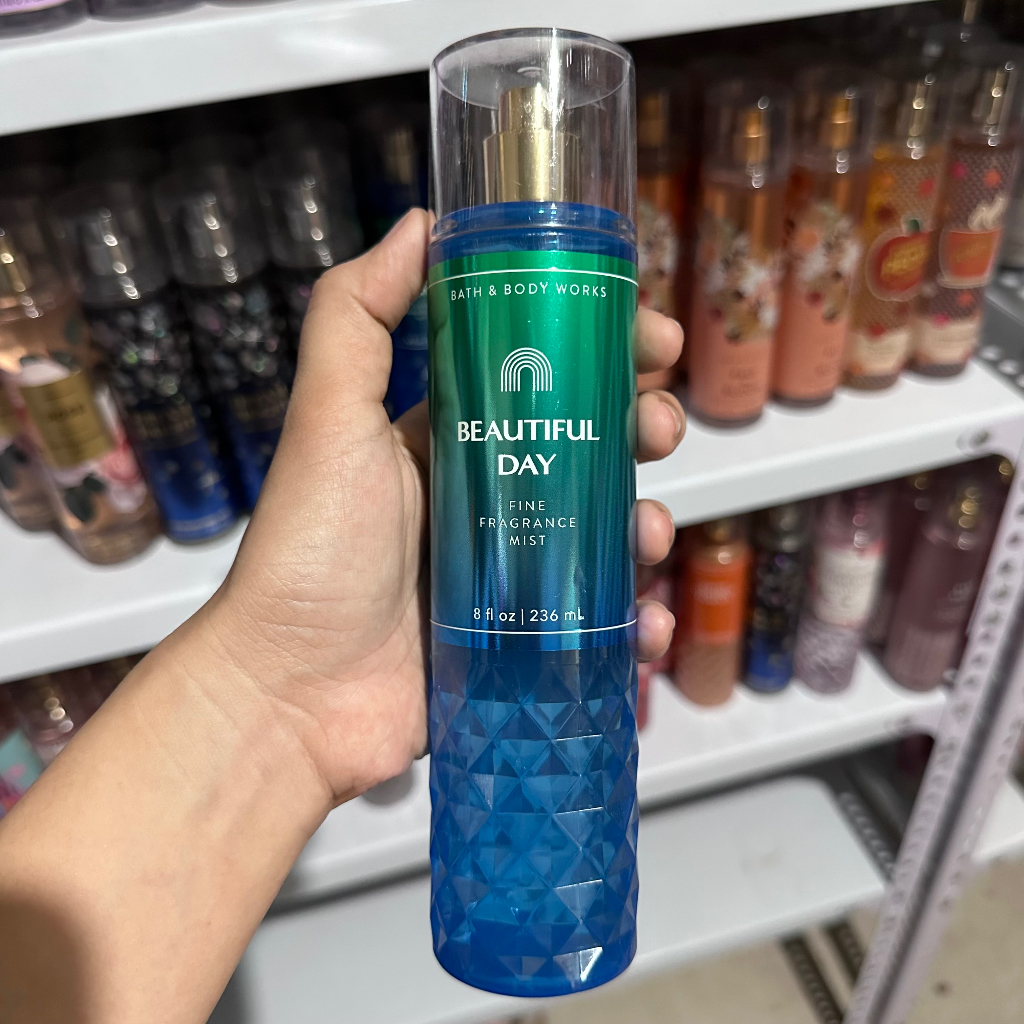 BATH & BODY WORKS
BEAUTIFUL
DAY
FINE
FRAGRANCE
MIST
8 fl oz | 236 mL